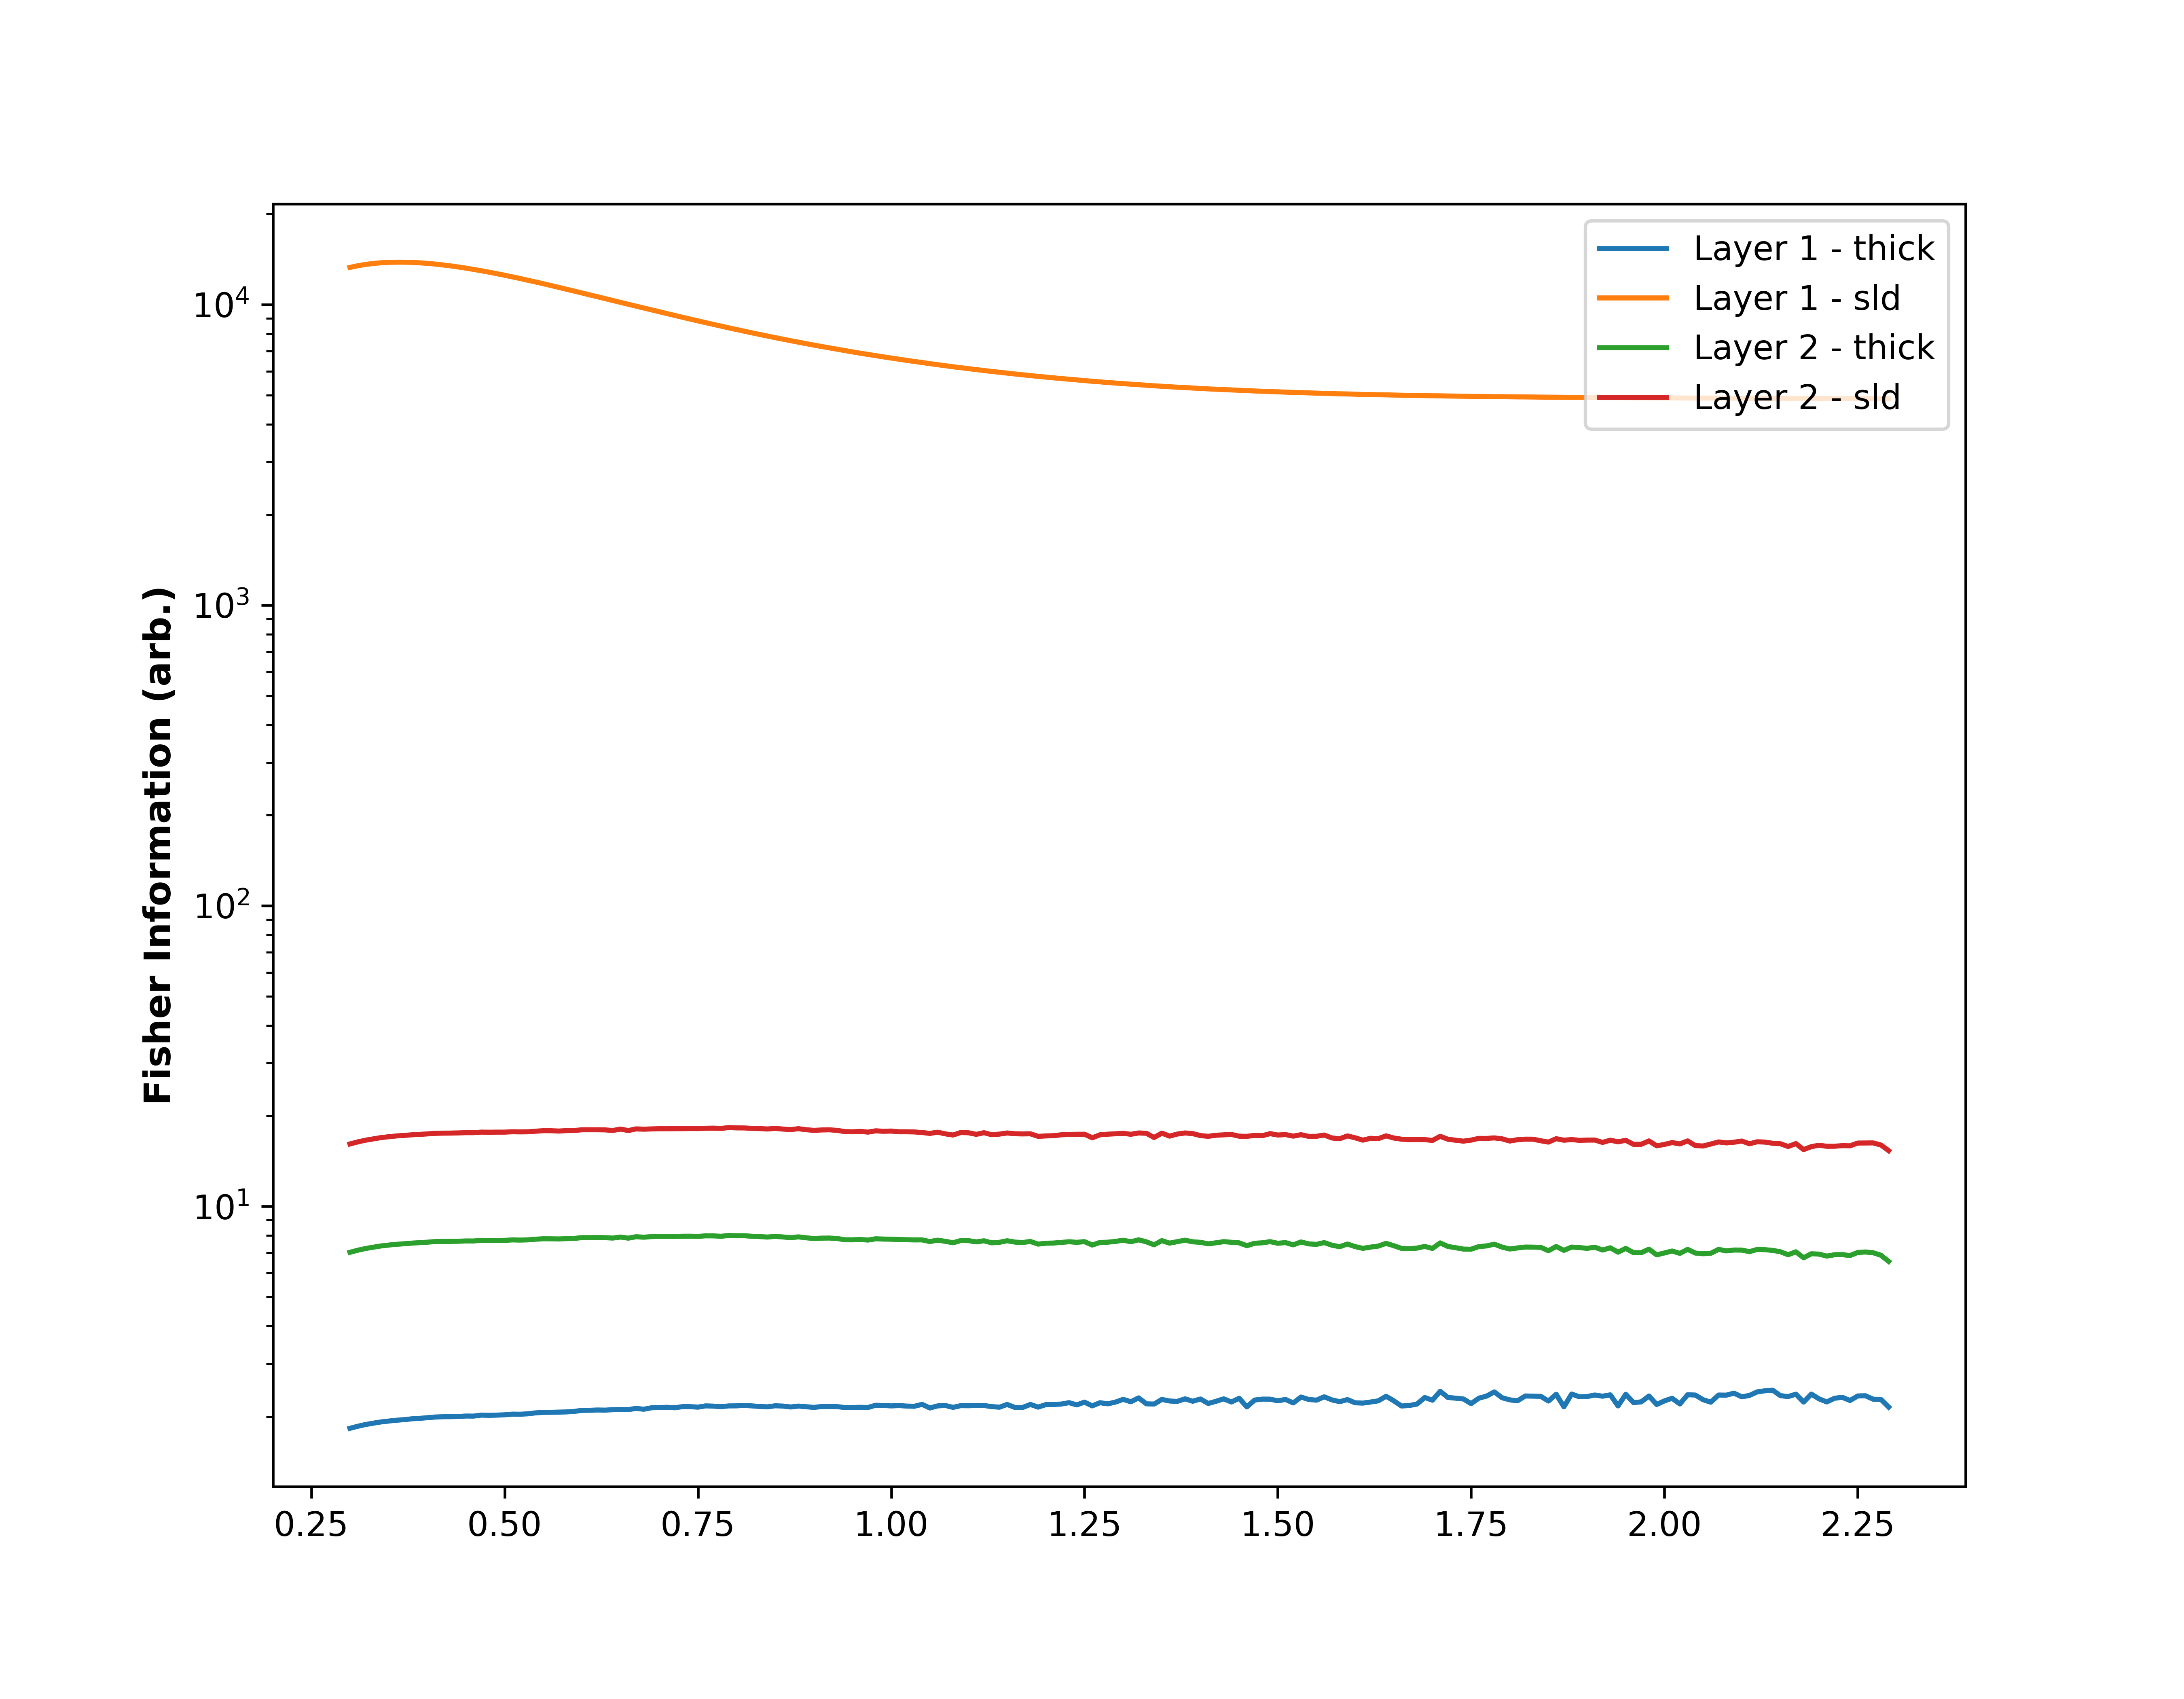 Fisher Information (arb.)
10⁴
10³
10²
10¹
Layer 1 - thick
Layer 1 - sld
Layer 2 - thick
Layer 2 - sld
0.25 0.50 0.75 1.00 1.25 1.50 1.75 2.00 2.25